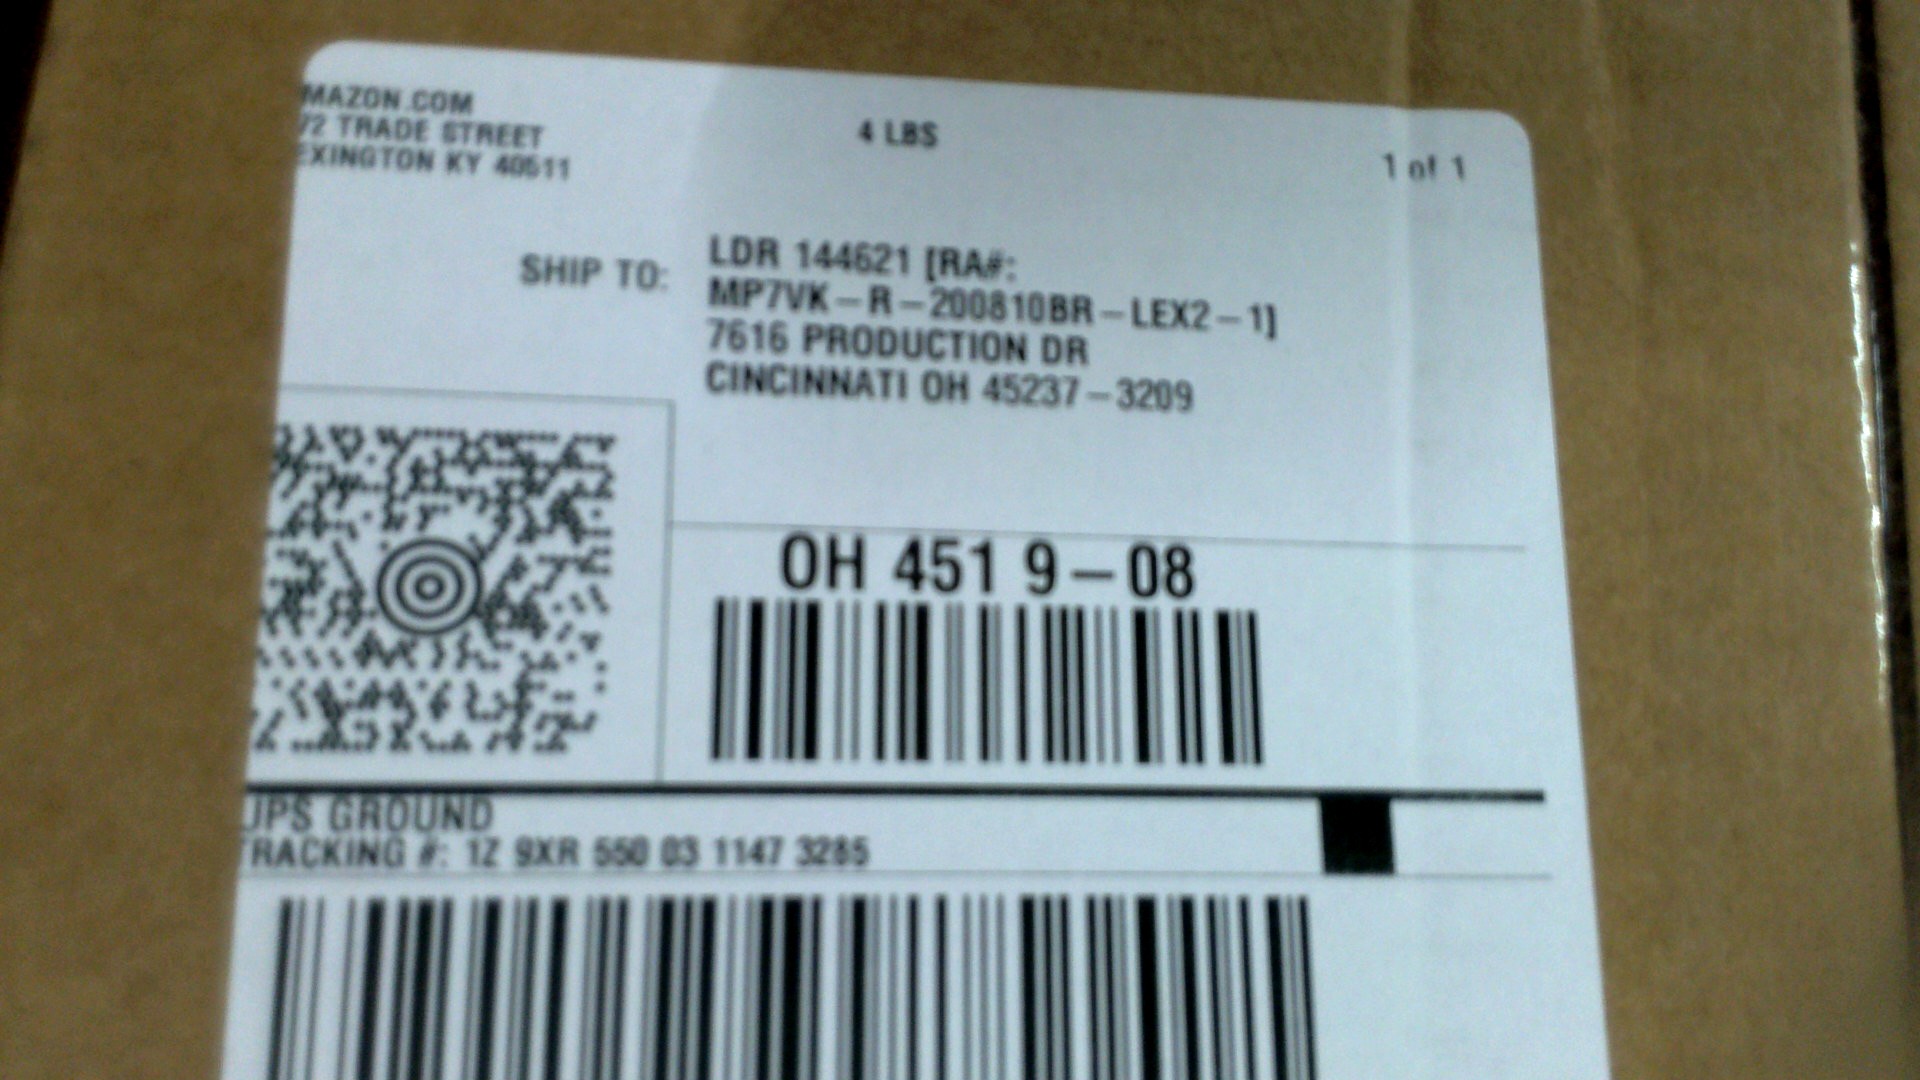 MAZON.COM
72 TRADE STREET
EXINGTON KY 40511
4 LBS
1 of 1
SHIP TO:
LDR 144621 [RA#:
MP7VK-R-200810BR-LEX2-1]
7616 PRODUCTION DR
CINCINNATI OH 45237-3209
OH 451 9-08
UPS GROUND
TRACKING #: 1Z 9XR 550 03 1147 3285